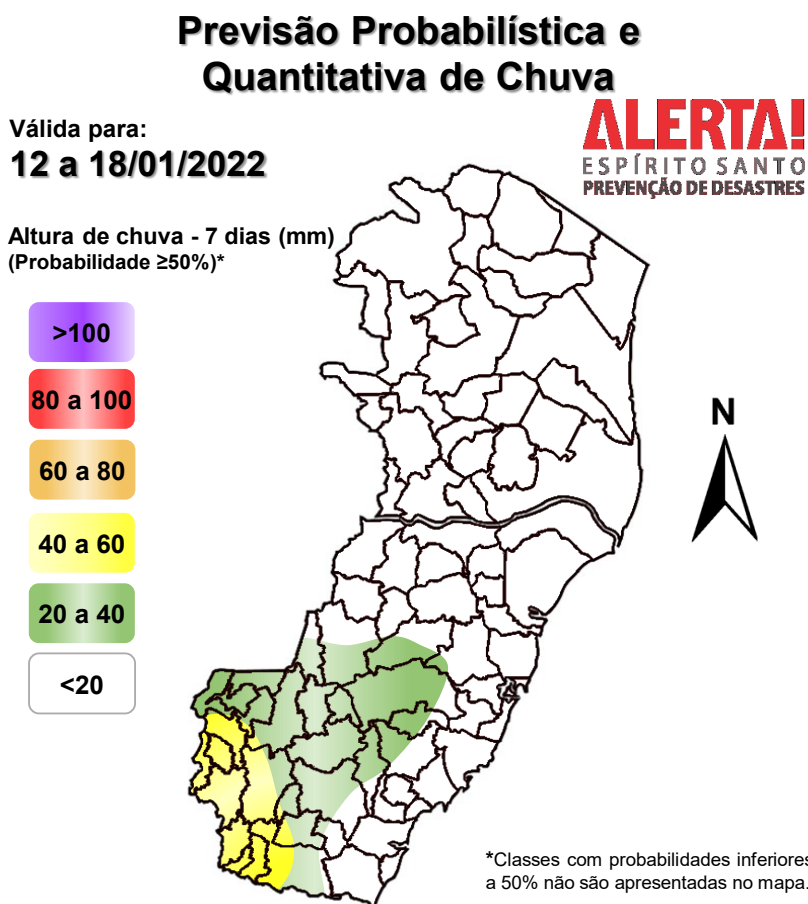 Previsão Probabilística e
Quantitativa de Chuva
Válida para:
12 a 18/01/2022
ALERTA!
ESPÍRITO SANTO
PREVENÇÃO DE DESASTRES
Altura de chuva - 7 dias (mm)
(Probabilidade ≥50%)*
>100
80 a 100
60 a 80
40 a 60
20 a 40
<20
N
*Classes com probabilidades inferiores
a 50% não são apresentadas no mapa.